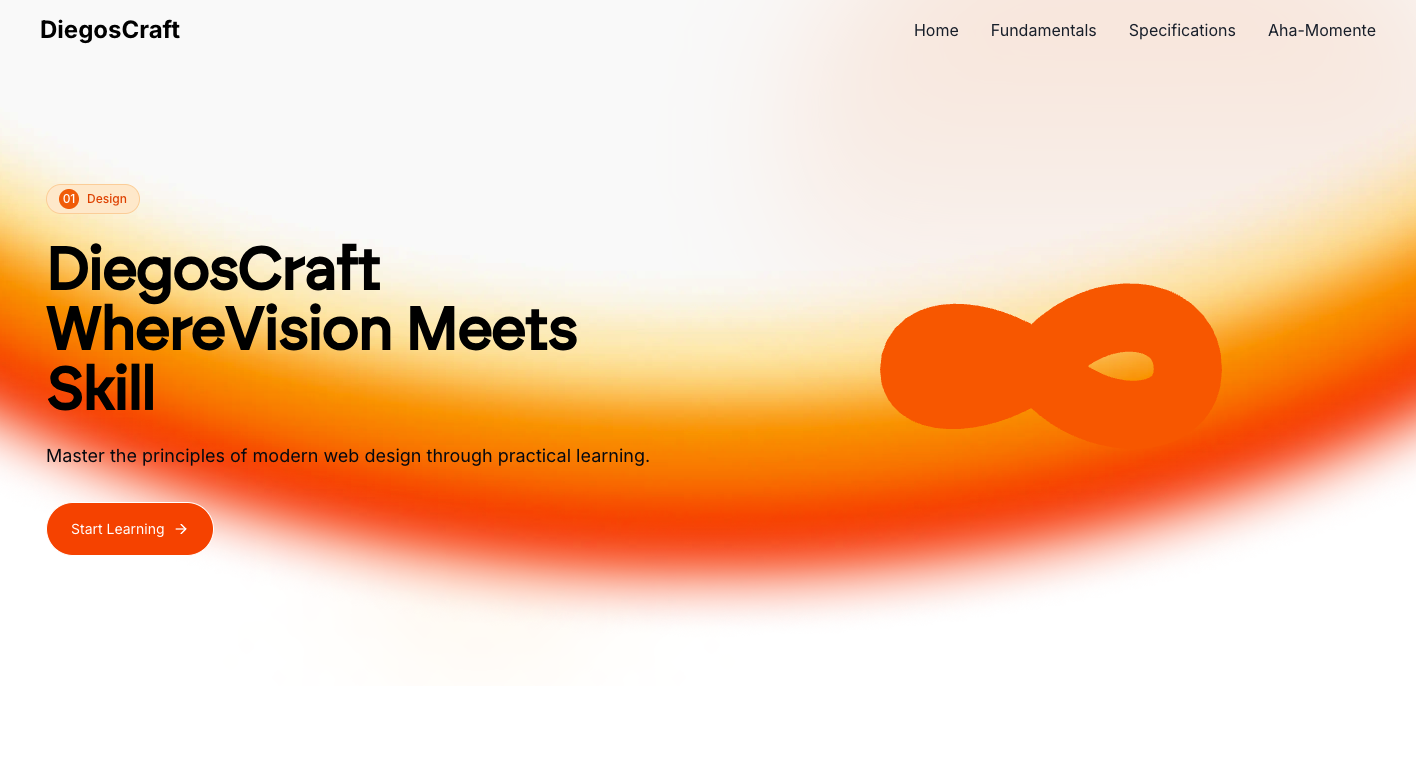 DiegosCraft
Home Fundamentals Specifications Aha-Momente
01 Design
DiegosCraft
WhereVision Meets
Skill
Master the principles of modern web design through practical learning.
Start Learning